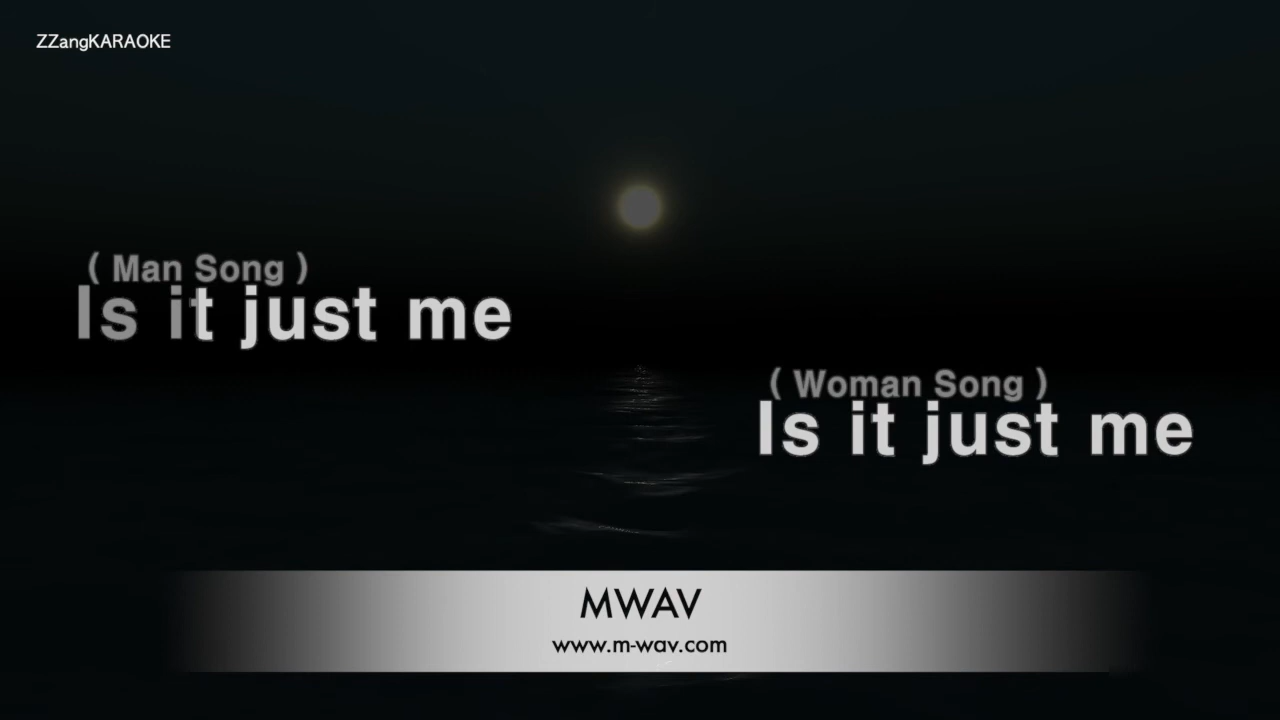 ZZangKARAOKE
( Man Song )
Is it just me
( Woman Song )
Is it just me
MWAV
www.m-wav.com